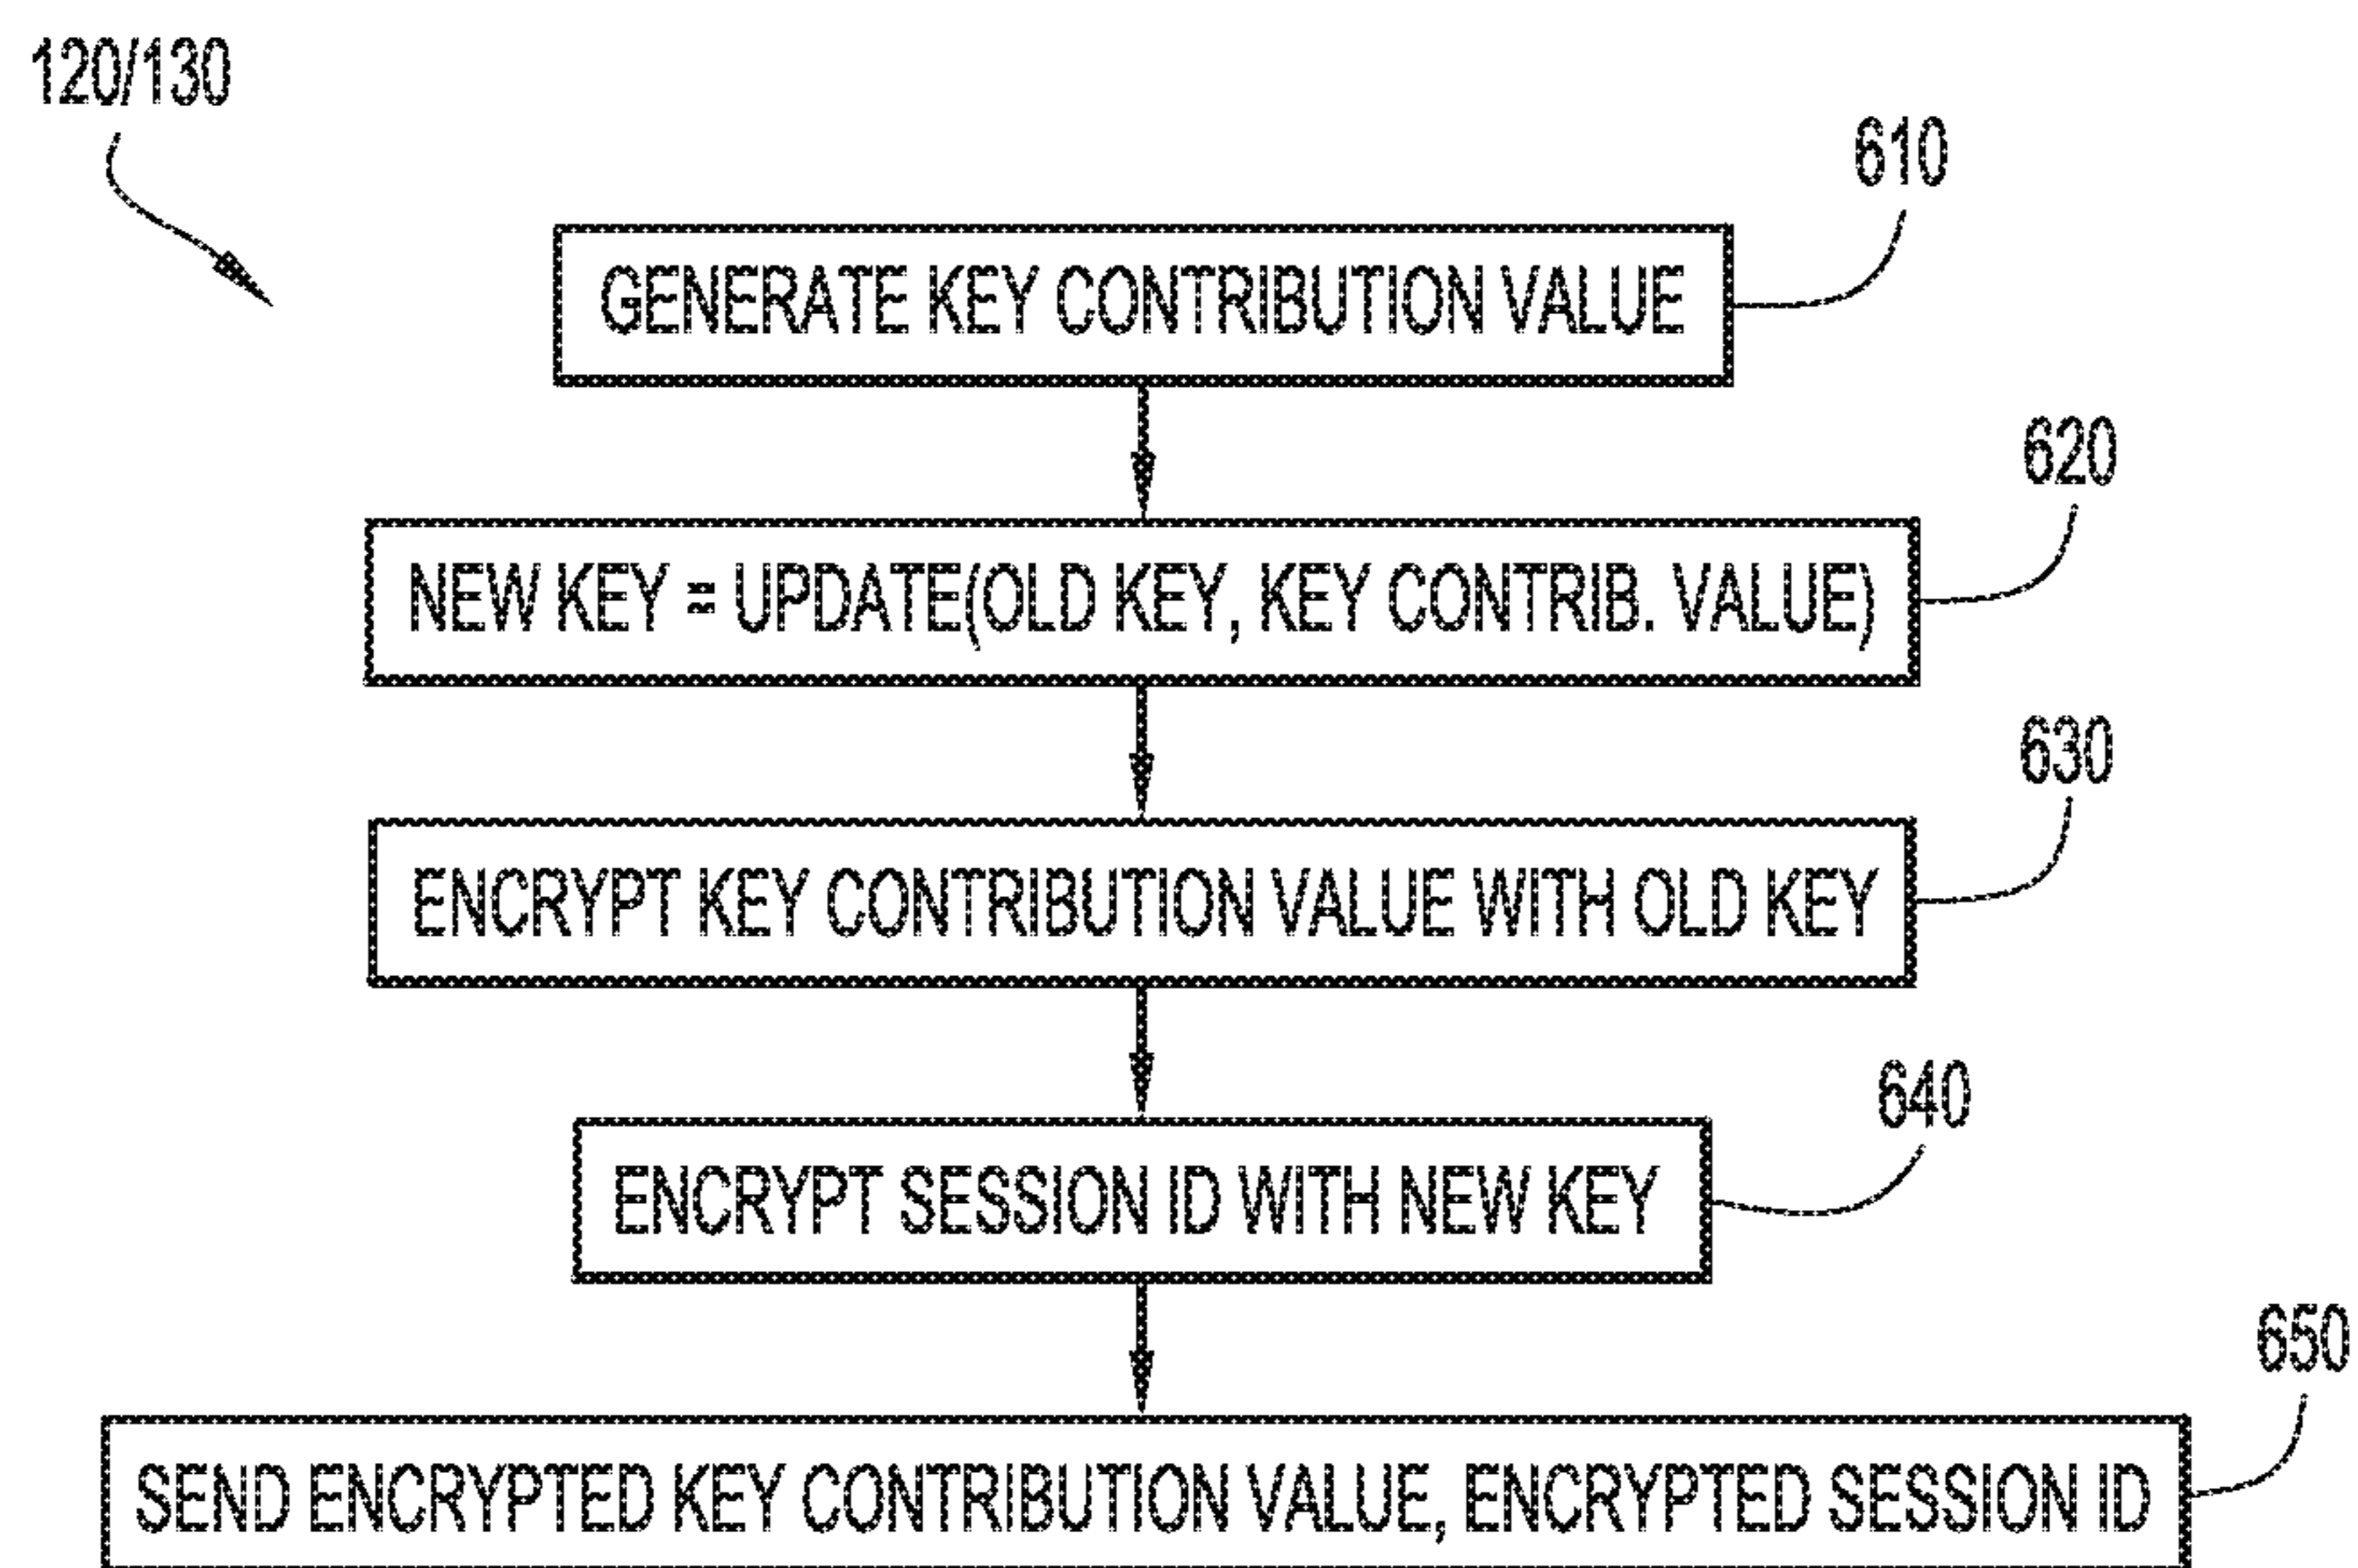 120/130
610
GENERATE KEY CONTRIBUTION VALUE
620
NEW KEY = UPDATE(OLD KEY, KEY CONTRIB. VALUE)
630
ENCRYPT KEY CONTRIBUTION VALUE WITH OLD KEY
640
ENCRYPT SESSION ID WITH NEW KEY
650
SEND ENCRYPTED KEY CONTRIBUTION VALUE, ENCRYPTED SESSION ID